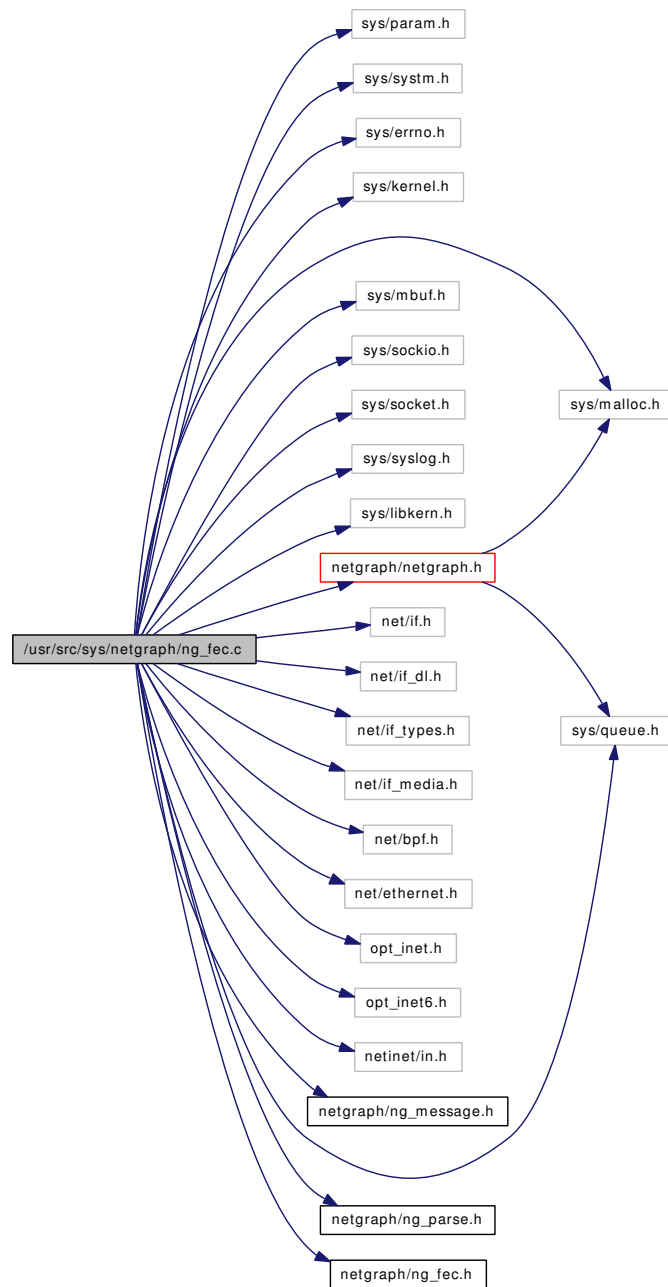 sys/param.h
sys/systm.h
sys/errno.h
sys/kernel.h
sys/mbuf.h
sys/sockio.h
sys/malloc.h
sys/socket.h
sys/syslog.h
sys/libkern.h
netgraph/netgraph.h
net/if.h
/usr/src/sys/netgraph/ng_fec.c
net/if_dl.h
net/if_types.h
sys/queue.h
net/if_media.h
net/bpf.h
net/ethernet.h
opt_inet.h
opt_inet6.h
netinet/in.h
netgraph/ng_message.h
netgraph/ng_parse.h
netgraph/ng_fec.h